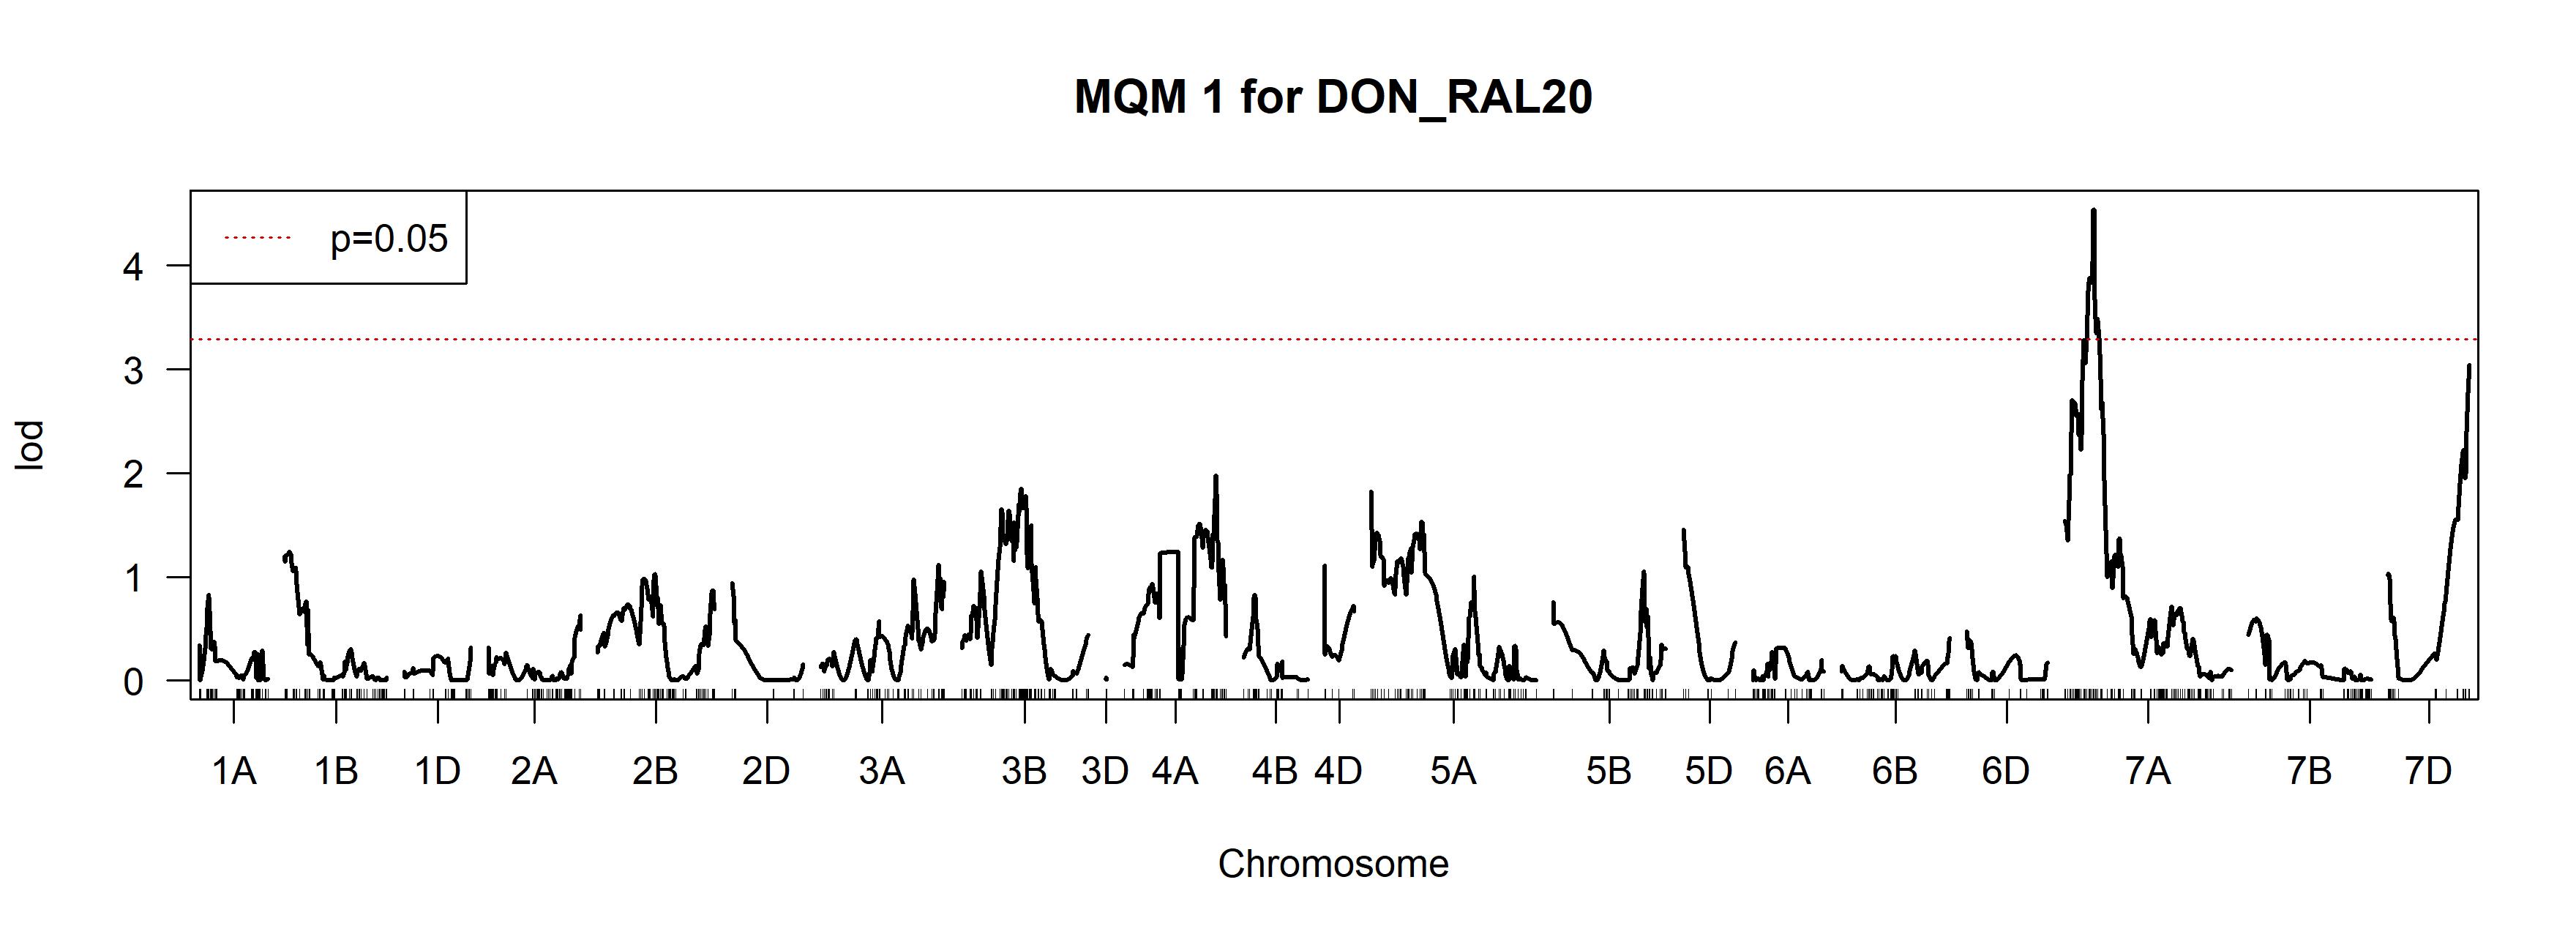 MQM 1 for DON_RAL20
p=0.05
4
3
2
1
0
lod
1A 1B 1D 2A 2B 2D 3A 3B 3D 4A 4B 4D 5A 5B 5D 6A 6B 6D 7A 7B 7D
Chromosome